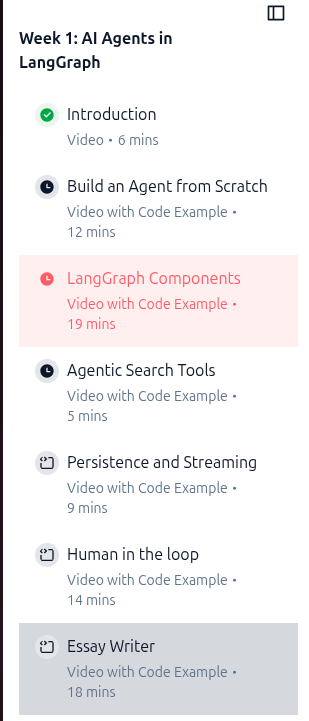 Week 1: AI Agents in
LangGraph
Introduction
Video • 6 mins
Build an Agent from Scratch
Video with Code Example •
12 mins
LangGraph Components
Video with Code Example •
19 mins
Agentic Search Tools
Video with Code Example •
5 mins
Persistence and Streaming
Video with Code Example •
9 mins
Human in the loop
Video with Code Example •
14 mins
Essay Writer
Video with Code Example •
18 mins